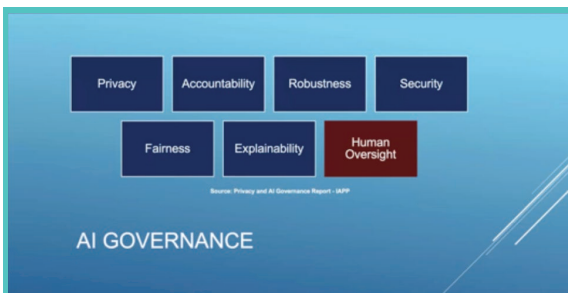 Privacy
Accountability
Robustness
Security
Fairness
Explainability
Human
Oversight
Source: Privacy and AI Governance Report - IAPP
AI GOVERNANCE